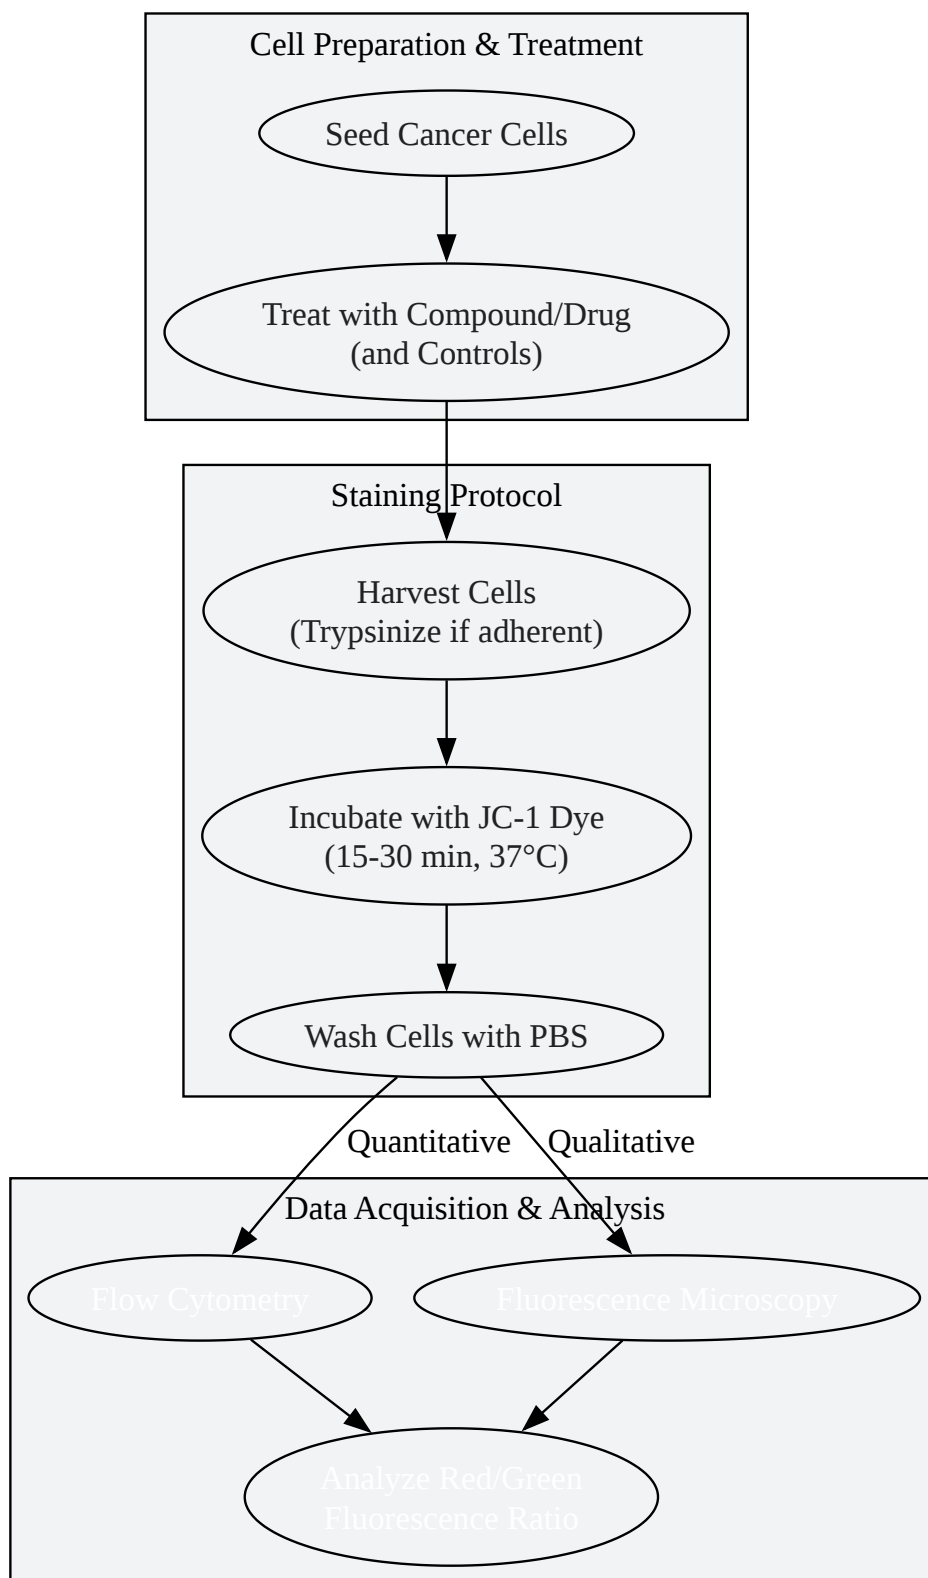 Cell Preparation & Treatment
Seed Cancer Cells
Treat with Compound/Drug
(and Controls)
Staining Protocol
Harvest Cells
(Trypsinize if adherent)
Incubate with JC-1 Dye
(15-30 min, 37°C)
Wash Cells with PBS
Quantitative
Qualitative
Data Acquisition & Analysis
Flow Cytometry
Fluorescence Microscopy
Analyze Red/Green
Fluorescence Ratio